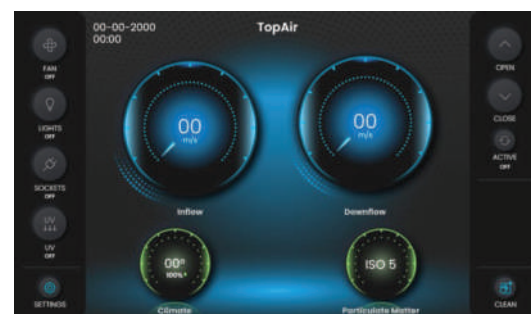 00-00-2000
00:00
TopAir
FAN
OFF
LIGHTS
OFF
SOCKETS
OFF
UV
UV
OFF
SETTINGS
00
m/s
Inflow
00
m/s
Downflow
00°
100%
Climate
ISO 5
Particulate Matter
OPEN
CLOSE
ACTIVE
OFF
CLEAN